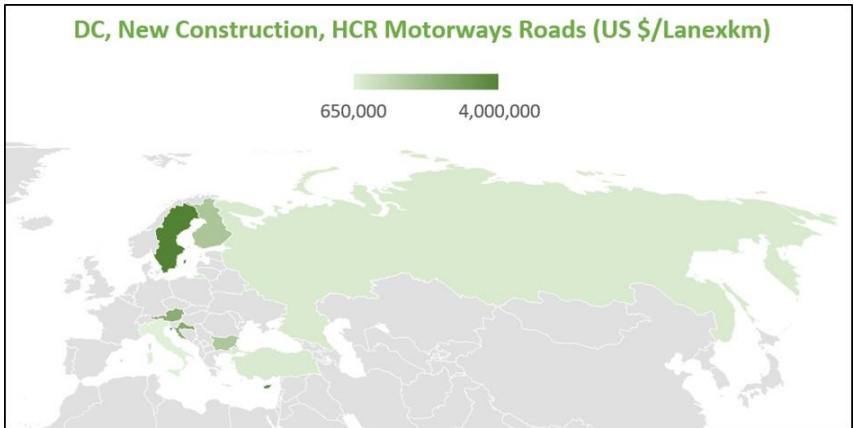 DC, New Construction, HCR Motorways Roads (US $/Lanexkm)
650,000 4,000,000